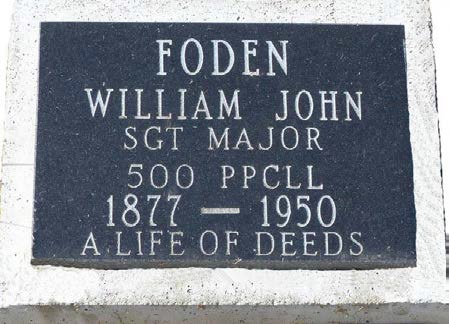 FODEN
WILLIAM JOHN
SGT MAJOR
500 PPCLL
1877 — 1950
A LIFE OF DEEDS